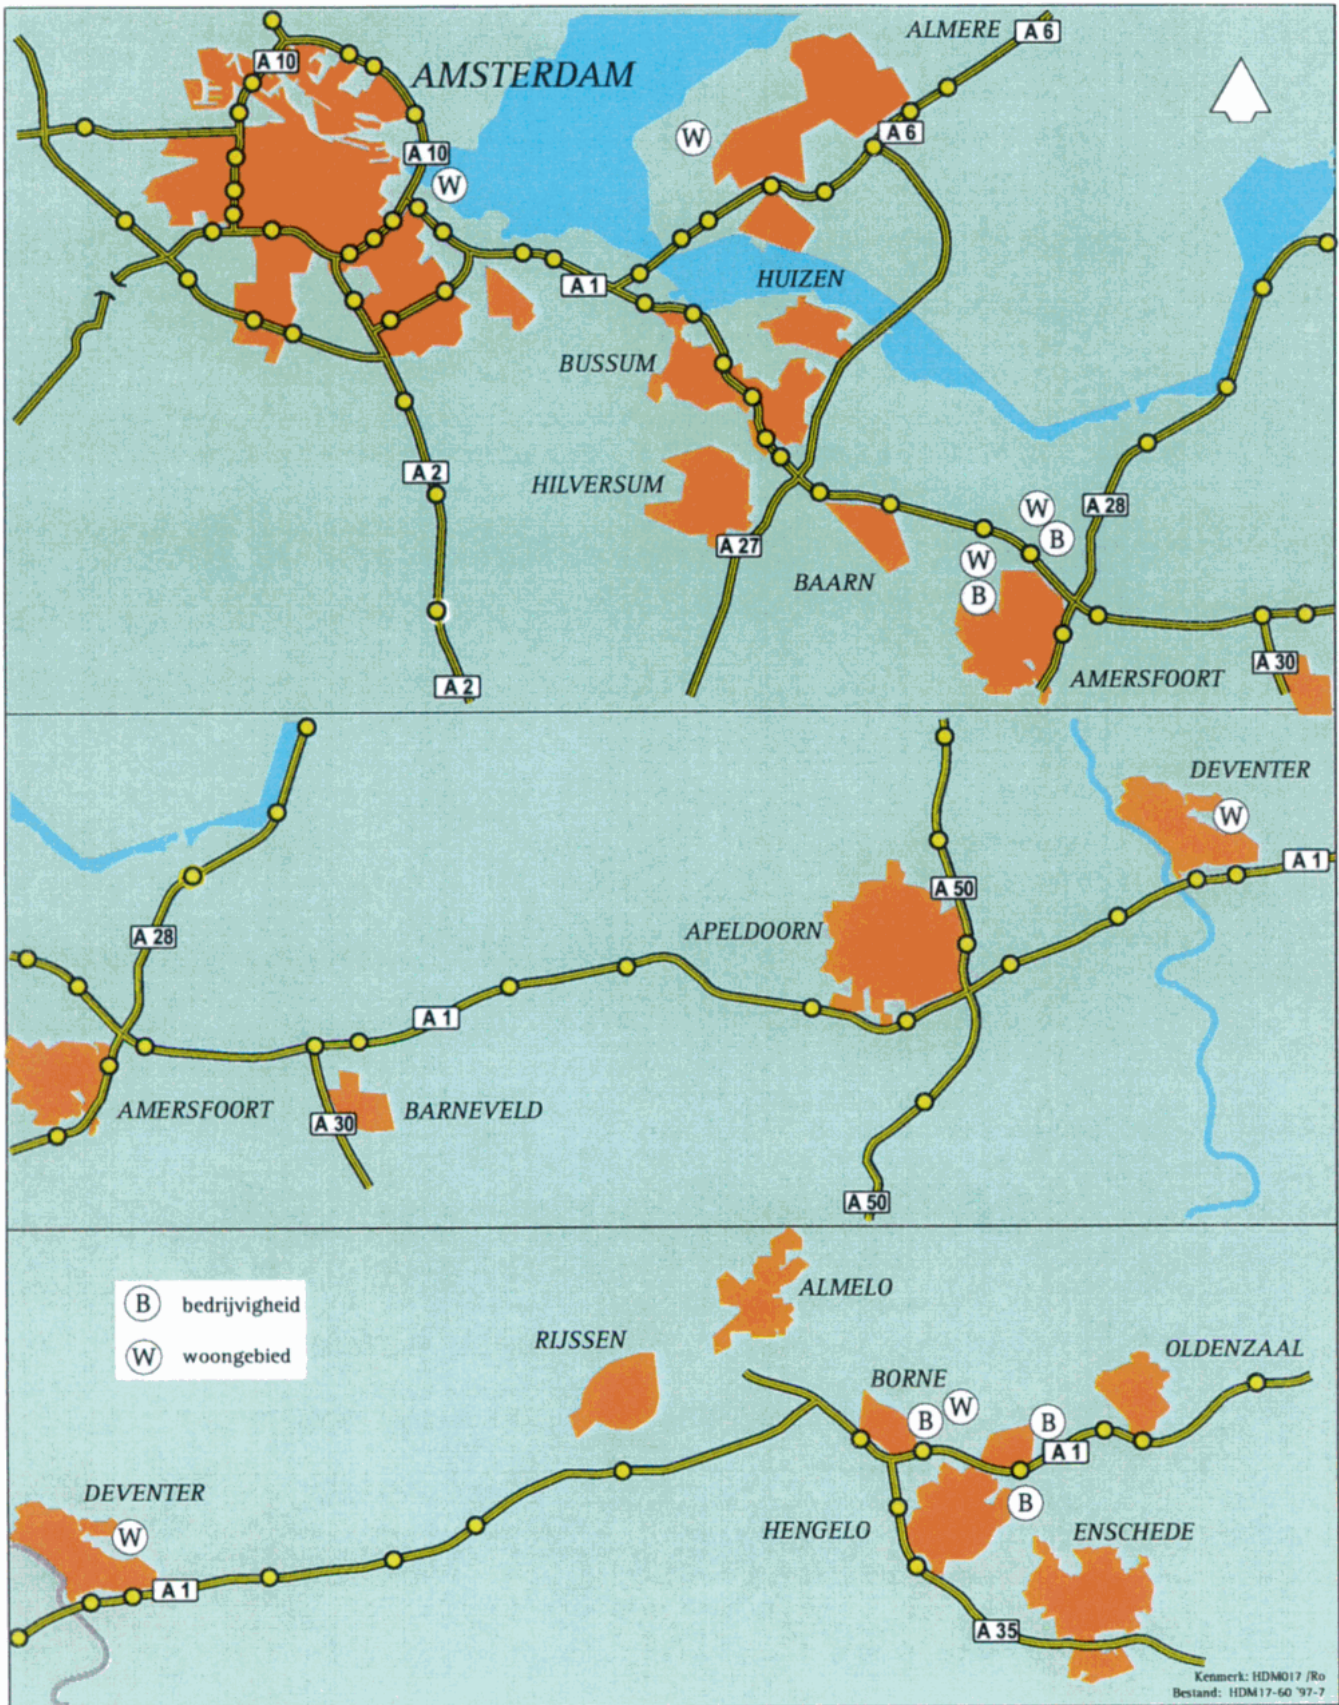 ALMERE
A 6
A 10
AMSTERDAM
A 6
W
A 10
W
HUIZEN
A 1
BUSSUM
A 2
HILVERSUM
W
A 28
B
A 27
W
BAARN
B
A 30
AMERSFOORT
A 2
DEVENTER
W
A 1
A 50
APELDOORN
A 28
A 1
AMERSFOORT
A 30
BARNEVELD
A 50
B bedrijvigheid
W woongebied
ALMELO
RIJSSEN
OLDENZAAL
BORNE
W
B
B
A 1
DEVENTER
B
HENGELO
ENSCHEDE
W
A 1
A 35
Kenmerk: HDM017 /Ro
Bestand: HDM17-60 '97-7